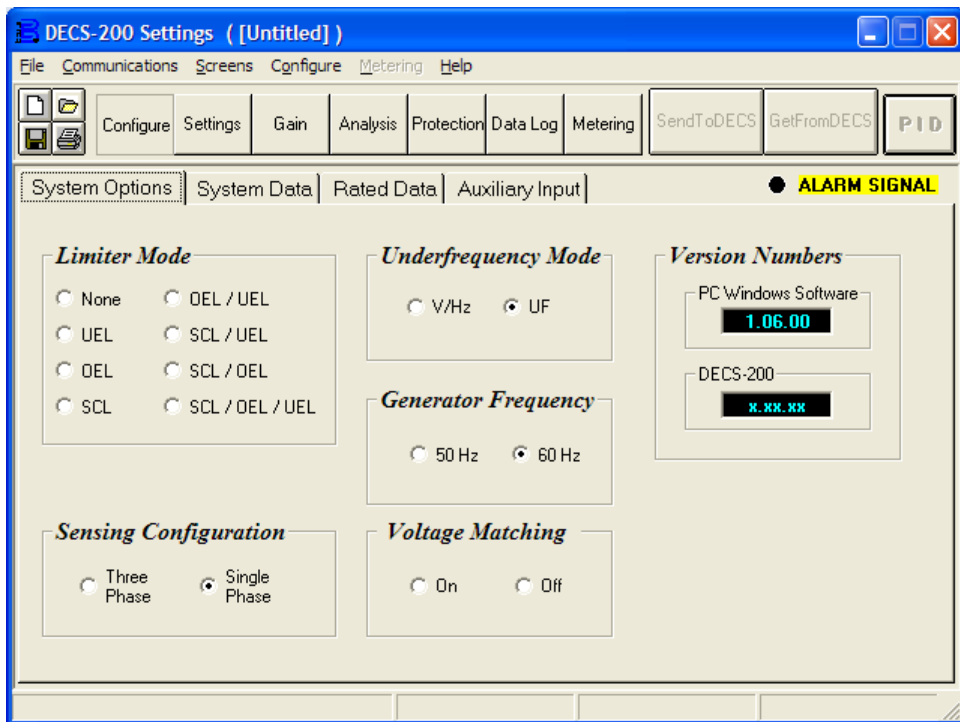 DECS-200 Settings ( [Untitled] )
File Communications Screens Configure Metering Help
Configure Settings Gain Analysis Protection Data Log Metering SendToDECS GetFromDECS PID
System Options System Data Rated Data Auxiliary Input ALARM SIGNAL
Limiter Mode
None OEL / UEL
UEL SCL / UEL
OEL SCL / OEL
SCL SCL / OEL / UEL
Underfrequency Mode
V/Hz UF
Generator Frequency
50 Hz 60 Hz
Version Numbers
PC Windows Software
1.06.00
DECS-200
x.xx.xx
Sensing Configuration
Three Phase
Single Phase
Voltage Matching
On Off